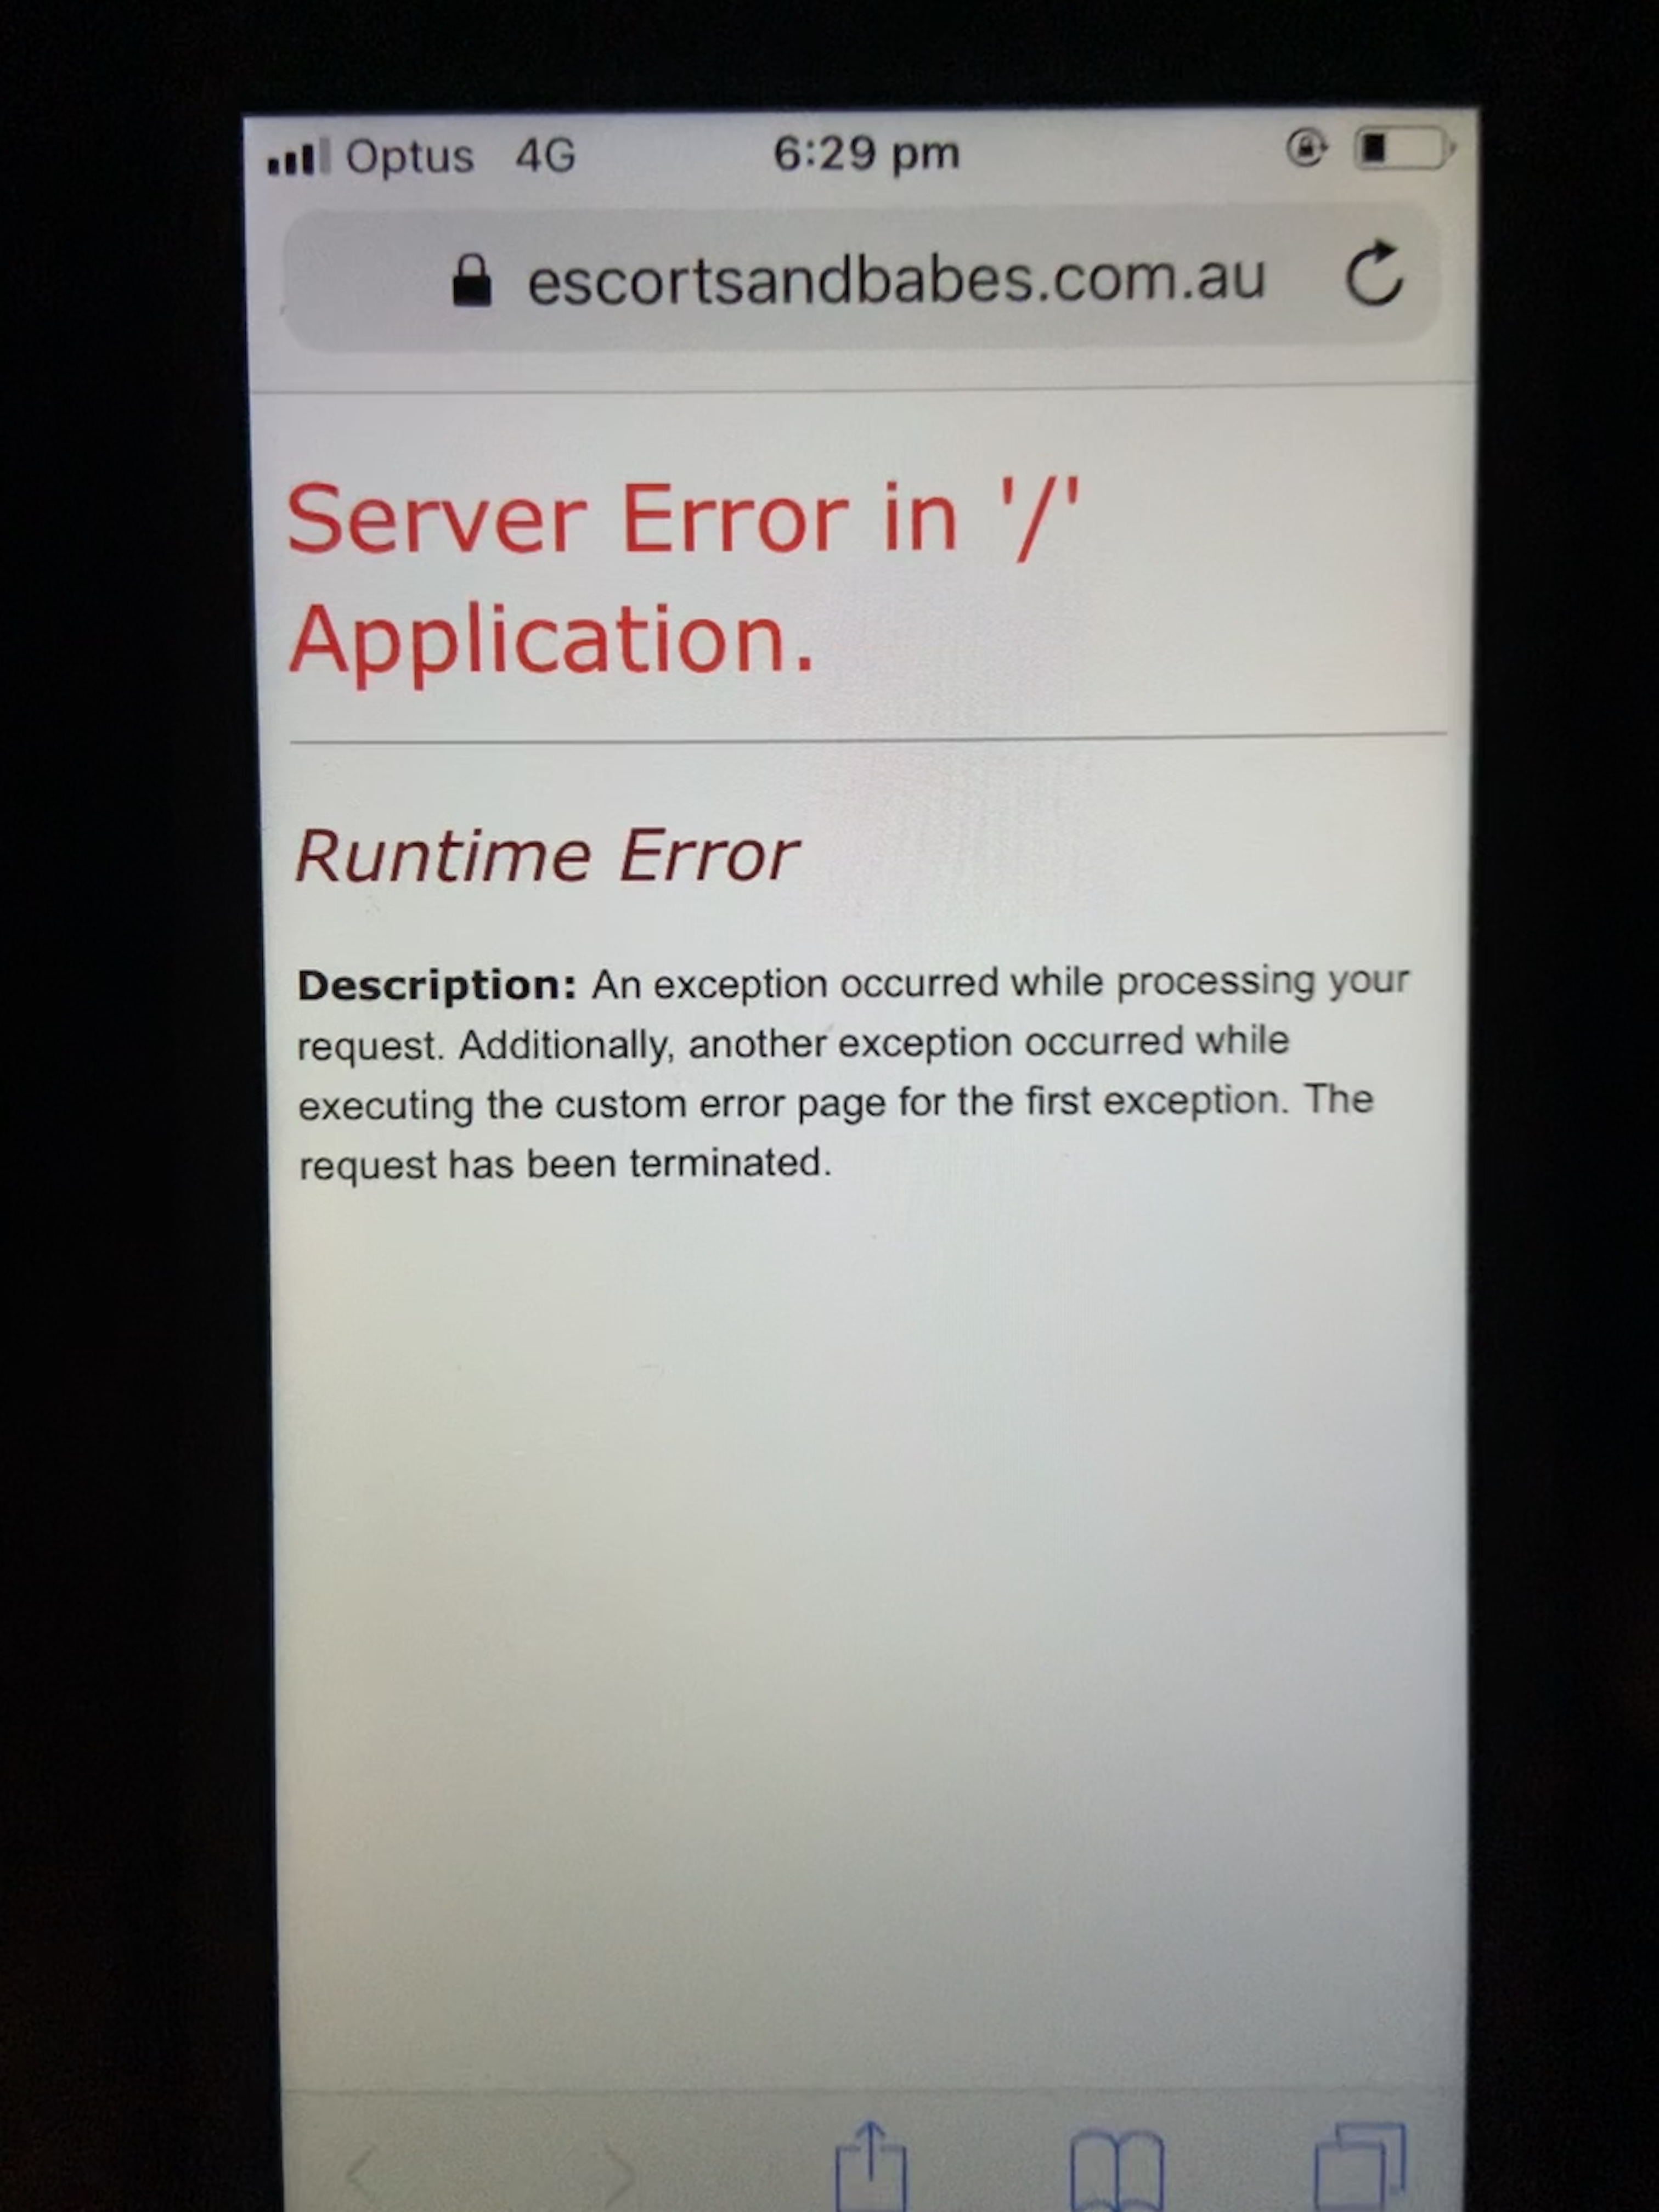 Optus 4G 6:29 pm
escortsandbabes.com.au
Server Error in '/'
Application.
Runtime Error
Description: An exception occurred while processing your
request. Additionally, another exception occurred while
executing the custom error page for the first exception. The
request has been terminated.